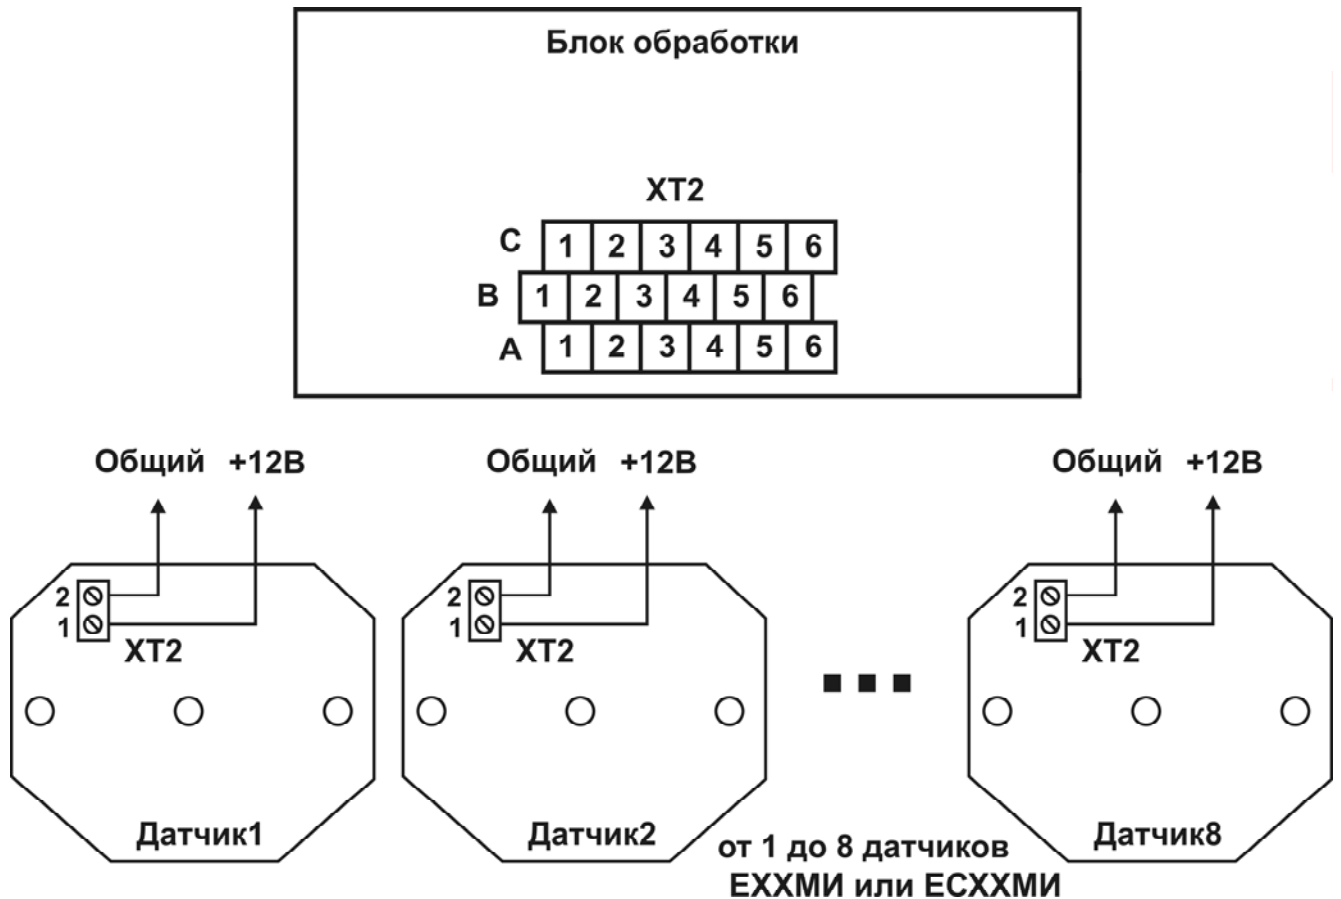 Блок обработки
XT2
C 1 2 3 4 5 6
B 1 2 3 4 5 6
A 1 2 3 4 5 6
Общий +12В Общий +12В Общий +12В
2 2 2
1 1 1
XT2 XT2 XT2
Датчик1 Датчик2 Датчик8
от 1 до 8 датчиков
ЕХХМИ или ЕСХХМИ